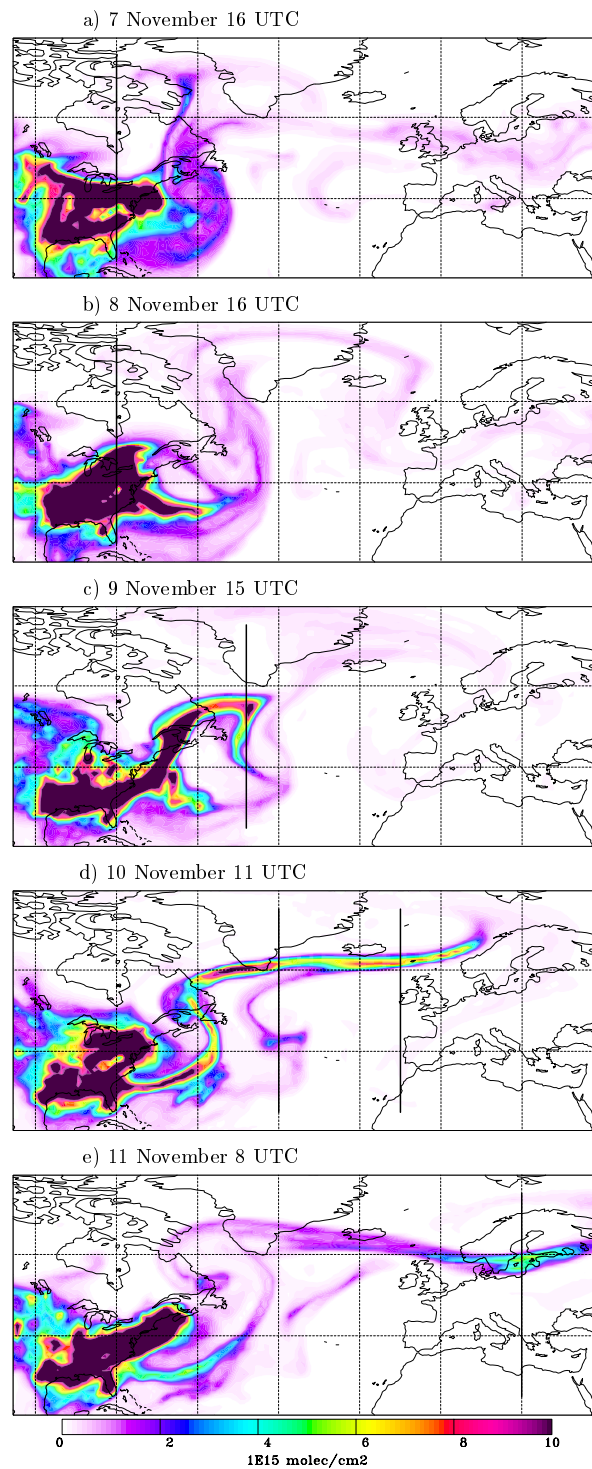 a) 7 November 16 UTC
b) 8 November 16 UTC
c) 9 November 15 UTC
d) 10 November 11 UTC
e) 11 November 8 UTC
0 2 4 6 8 10
1E15 molec/cm2